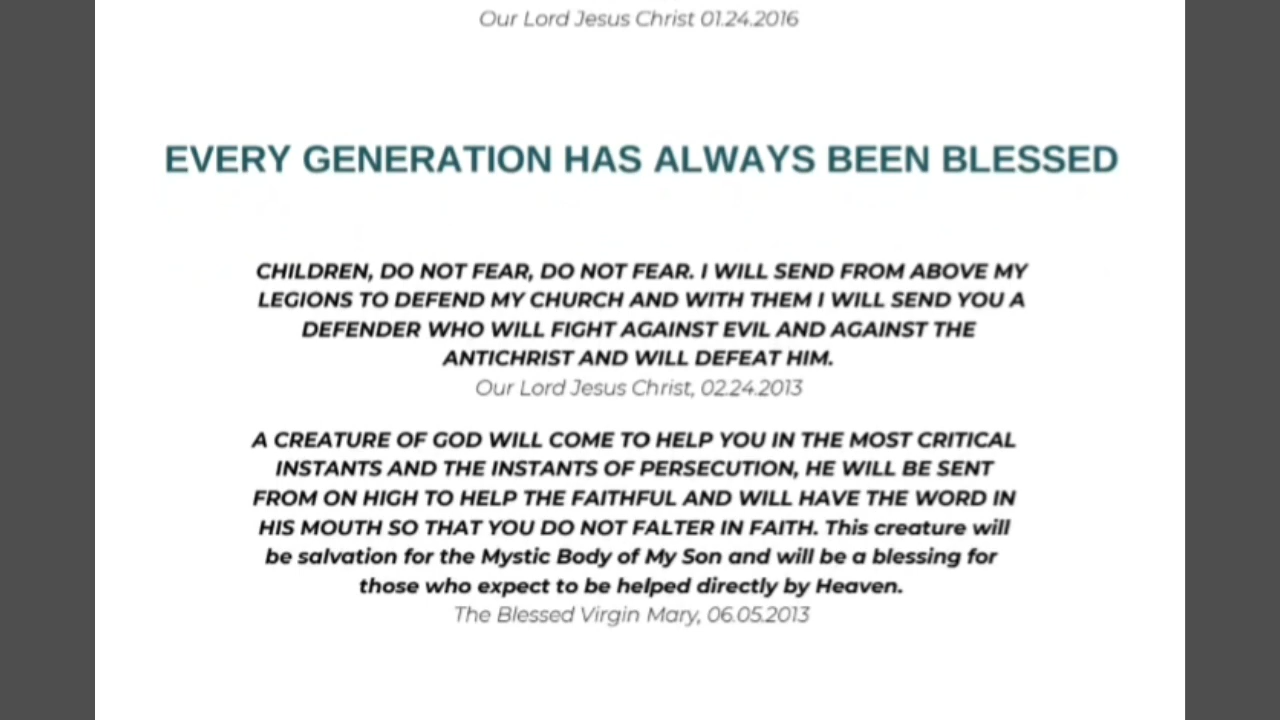 Our Lord Jesus Christ 01.24.2016
EVERY GENERATION HAS ALWAYS BEEN BLESSED
CHILDREN, DO NOT FEAR, DO NOT FEAR. I WILL SEND FROM ABOVE MY
LEGIONS TO DEFEND MY CHURCH AND WITH THEM I WILL SEND YOU A
DEFENDER WHO WILL FIGHT AGAINST EVIL AND AGAINST THE
ANTICHRIST AND WILL DEFEAT HIM.
Our Lord Jesus Christ, 02.24.2013
A CREATURE OF GOD WILL COME TO HELP YOU IN THE MOST CRITICAL
INSTANTS AND THE INSTANTS OF PERSECUTION, HE WILL BE SENT
FROM ON HIGH TO HELP THE FAITHFUL AND WILL HAVE THE WORD IN
HIS MOUTH SO THAT YOU DO NOT FALTER IN FAITH. This creature will
be salvation for the Mystic Body of My Son and will be a blessing for
those who expect to be helped directly by Heaven.
The Blessed Virgin Mary, 06.05.2013